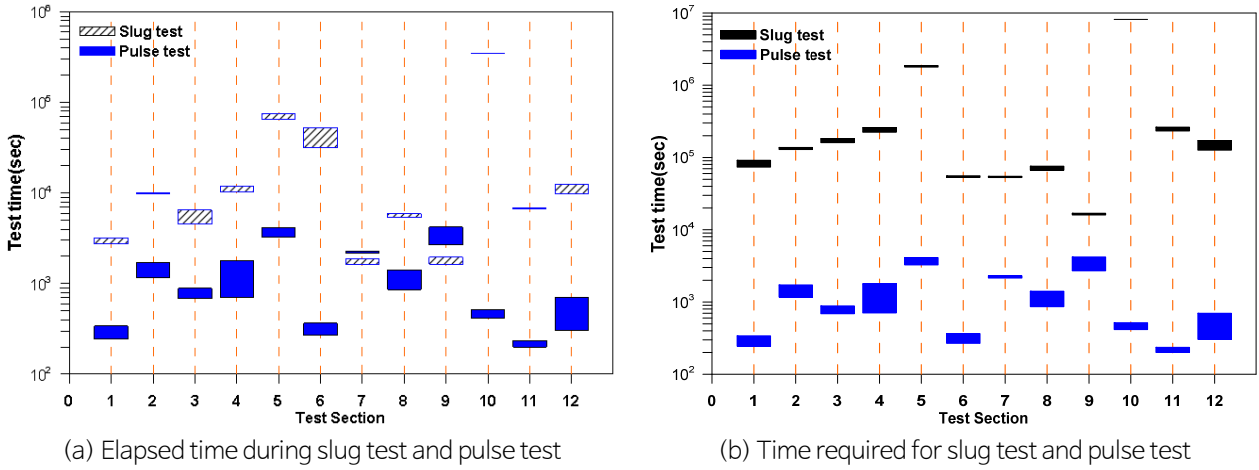 10^6
10^5
10^4
10^3
10^2
Test time(sec)
Slug test
Pulse test
0 1 2 3 4 5 6 7 8 9 10 11 12
Test Section
(a) Elapsed time during slug test and pulse test
10^7
10^6
10^5
10^4
10^3
10^2
Test time(sec)
Slug test
Pulse test
0 1 2 3 4 5 6 7 8 9 10 11 12
Test Section
(b) Time required for slug test and pulse test